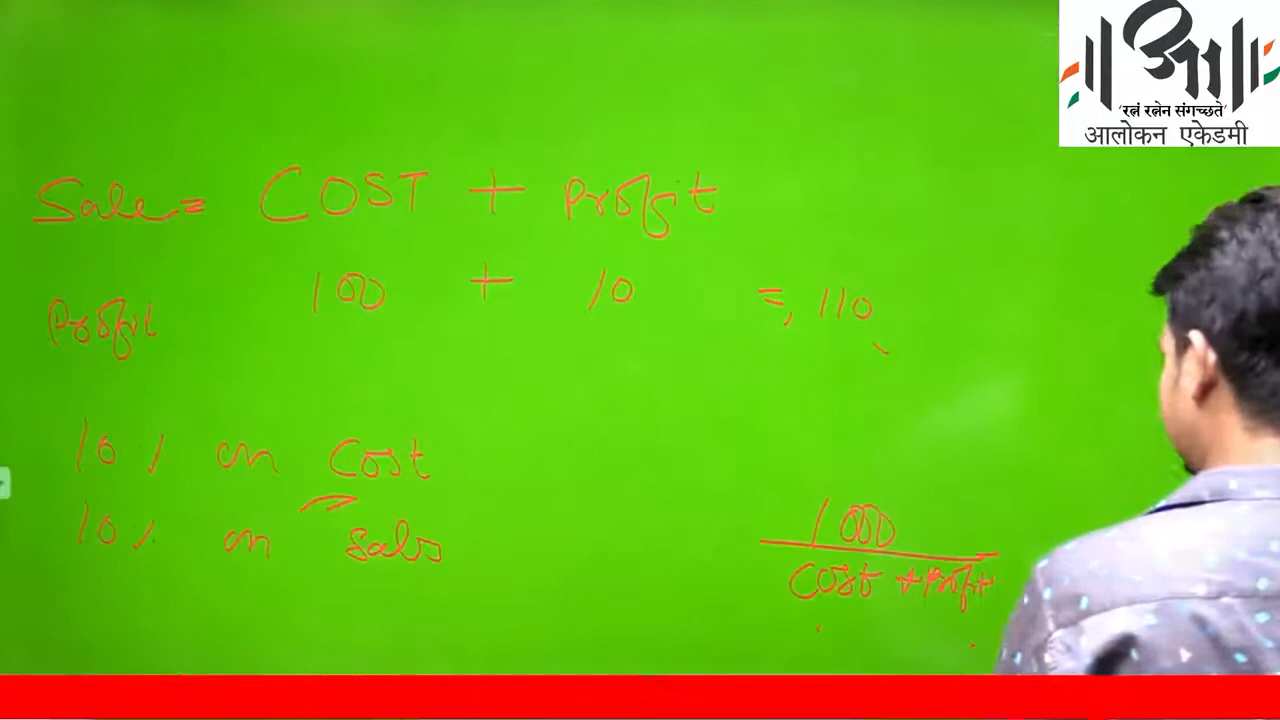 'रत्नं रत्नेन संगच्छते'
आलोकन एकेडमी
Sale = COST + Profit
100 + 10 = 110
Profit
10% on Cost
10% on Sales
1000
Cost + Profit